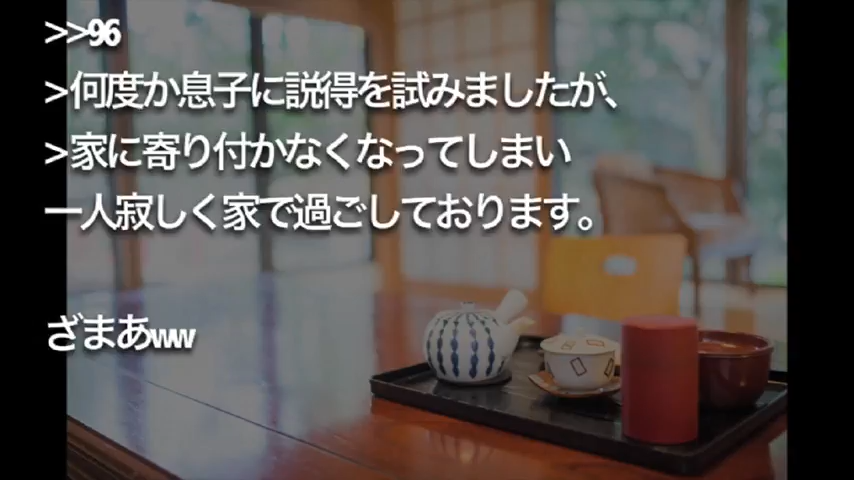 >>96
>何度か息子に説得を試みましたが、
>家に寄り付かなくなってしまい
一人寂しく家で過ごしております。
ざまあww